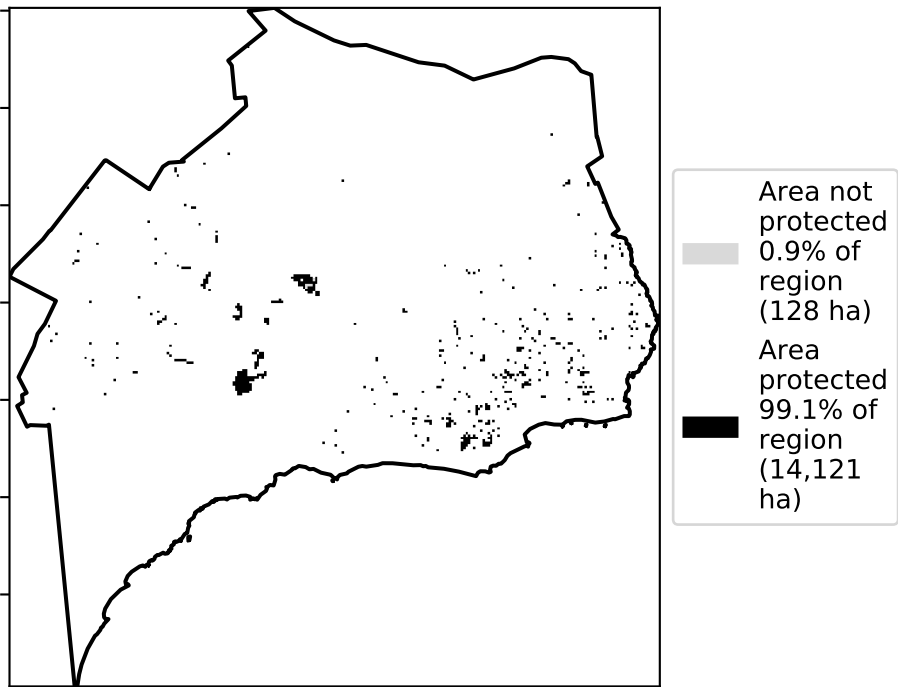 Area not
protected
0.9% of
region
(128 ha)
Area
protected
99.1% of
region
(14,121
ha)